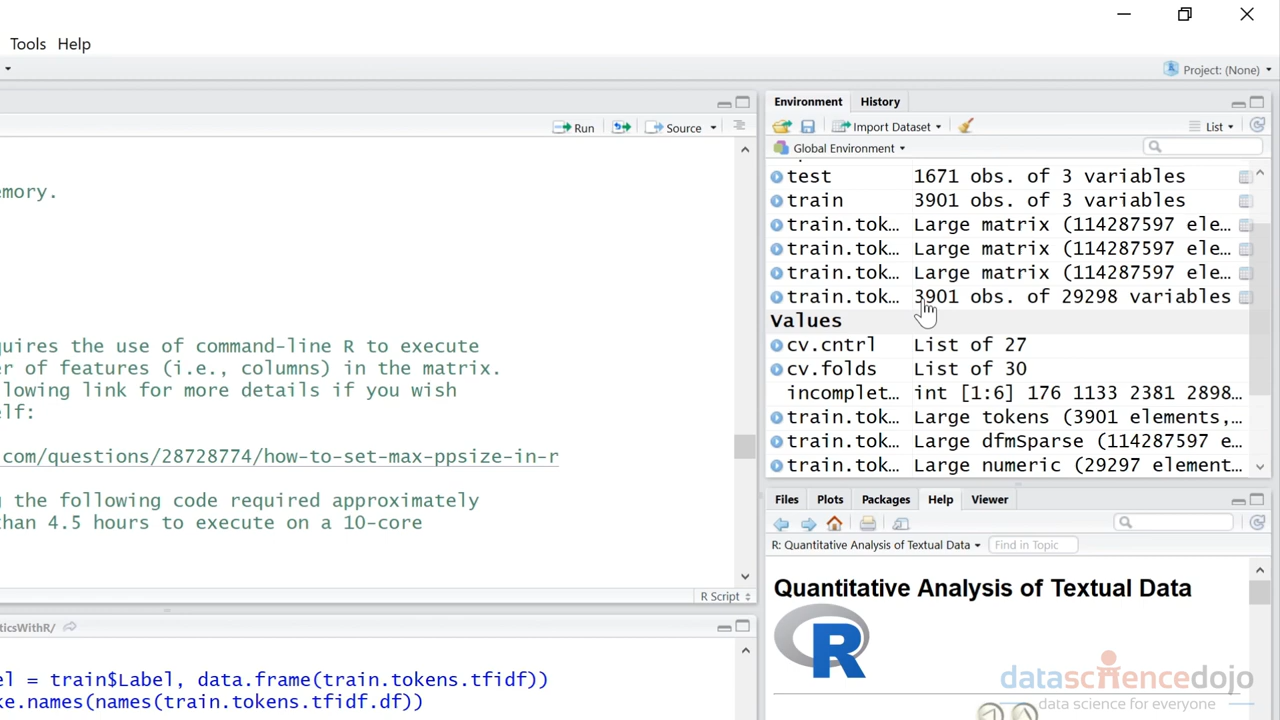 Tools Help
Project: (None)
Run
Source
emory.
quires the use of command-line R to execute
er of features (i.e., columns) in the matrix.
lowing link for more details if you wish
elf:
com/questions/28728774/how-to-set-max-ppsize-in-r
g the following code required approximately
than 4.5 hours to execute on a 10-core
R Script
ticsWithR/
el = train$Label, data.frame(train.tokens.tfidf))
ke.names(names(train.tokens.tfidf.df))
Environment History
Import Dataset List
Global Environment
test 1671 obs. of 3 variables
train 3901 obs. of 3 variables
train.tok… Large matrix (114287597 ele…
train.tok… Large matrix (114287597 ele…
train.tok… Large matrix (114287597 ele…
train.tok… 3901 obs. of 29298 variables
Values
cv.cntrl List of 27
cv.folds List of 30
incomplet… int [1:6] 176 1133 2381 2898…
train.tok… Large tokens (3901 elements,…
train.tok… Large dfmSparse (114287597 e…
train.tok… Large numeric (29297 element…
Files Plots Packages Help Viewer
R: Quantitative Analysis of Textual Data Find in Topic
Quantitative Analysis of Textual Data
R
datasciencedojo
data science for everyone